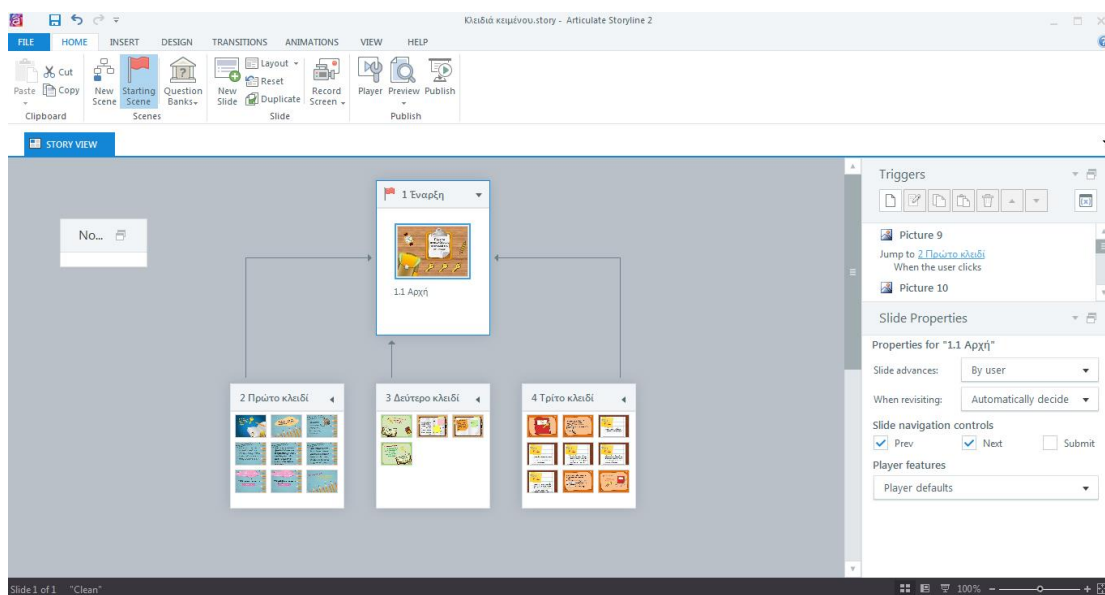 Κλειδιά κειμένου.story - Articulate Storyline 2
FILE HOME INSERT DESIGN TRANSITIONS ANIMATIONS VIEW HELP
Paste
Cut
Copy
Clipboard
New Scene
Starting Scene
Question Banks
Scenes
New Slide
Layout
Reset
Duplicate
Record Screen
Slide
Player
Preview
Publish
Publish
STORY VIEW
No...
1 Έναρξη
1.1 Αρχή
2 Πρώτο κλειδί
3 Δεύτερο κλειδί
4 Τρίτο κλειδί
Triggers
Picture 9
Jump to 2 Πρώτο κλειδί
When the user clicks
Picture 10
Slide Properties
Properties for "1.1 Αρχή"
Slide advances: By user
When revisiting: Automatically decide
Slide navigation controls
Prev Next Submit
Player features
Player defaults
Slide 1 of 1 "Clean" 100%